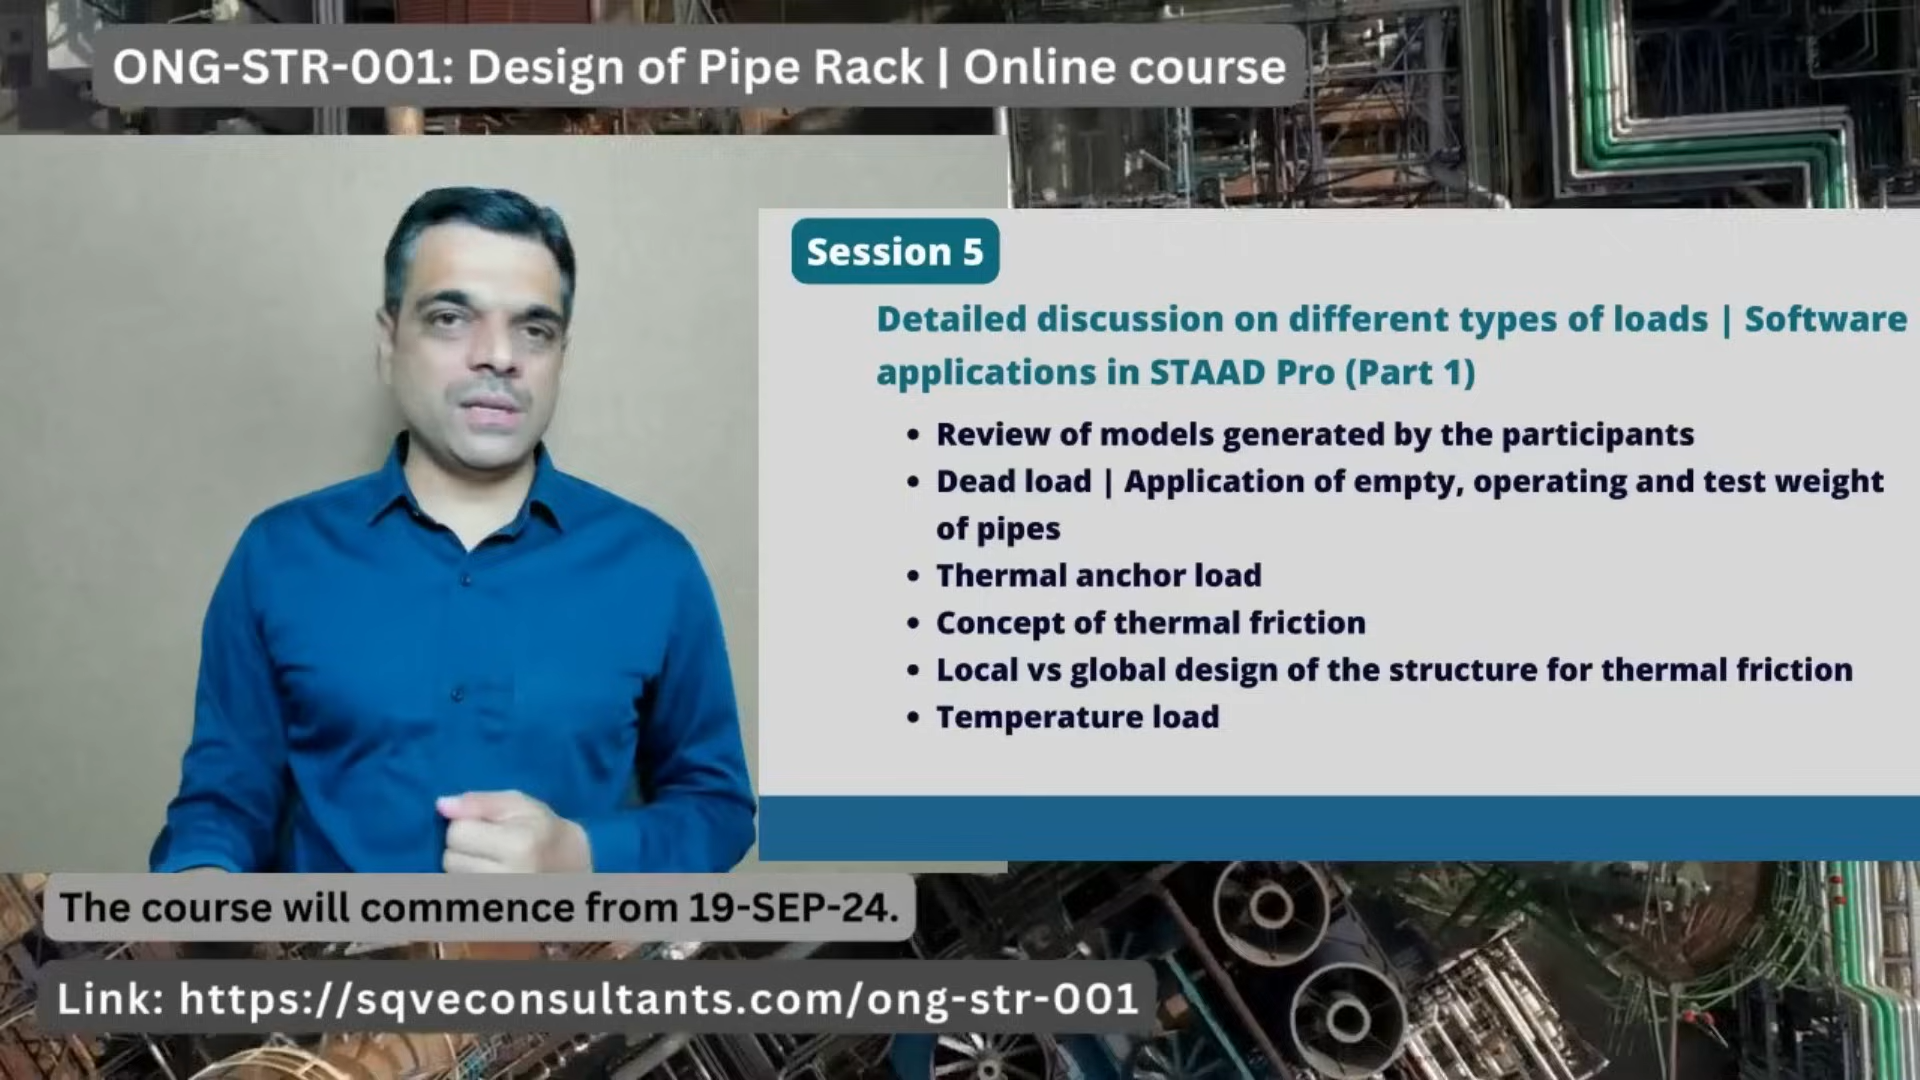 ONG-STR-001: Design of Pipe Rack | Online course
Session 5
Detailed discussion on different types of loads | Software
applications in STAAD Pro (Part 1)
• Review of models generated by the participants
• Dead load | Application of empty, operating and test weight
of pipes
• Thermal anchor load
• Concept of thermal friction
• Local vs global design of the structure for thermal friction
• Temperature load
The course will commence from 19-SEP-24.
Link: https://sqveconsultants.com/ong-str-001